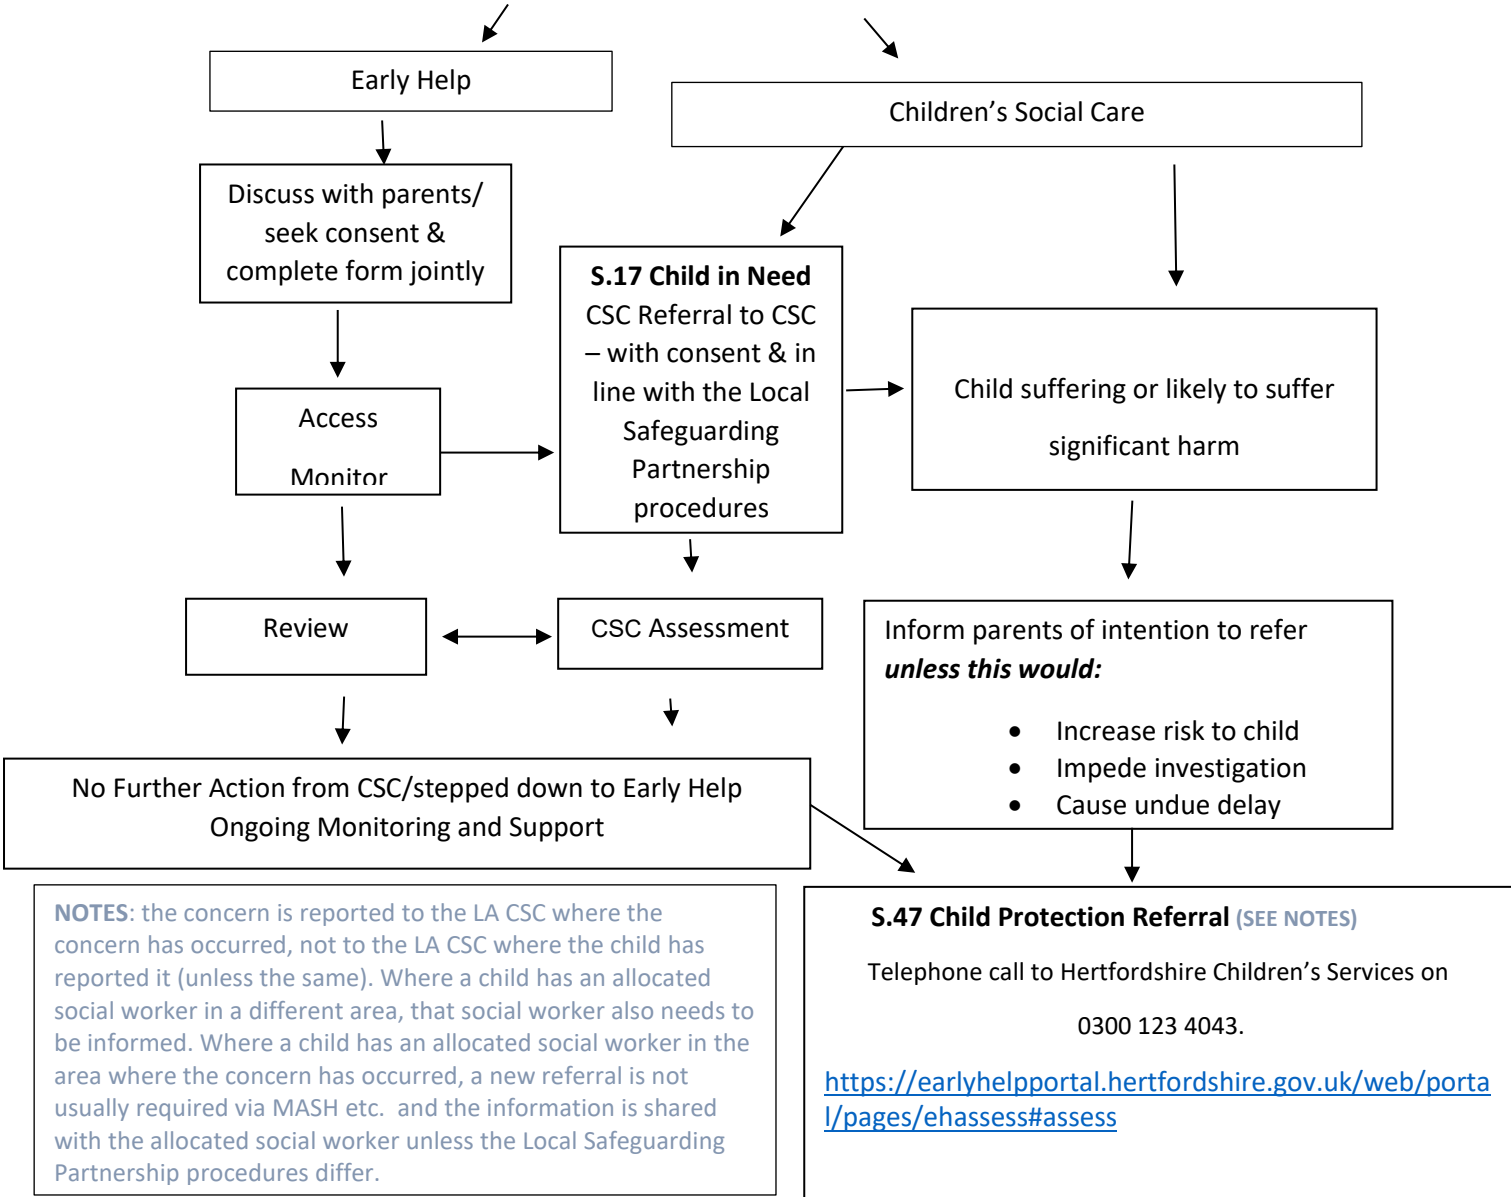 Early Help
Children’s Social Care
Discuss with parents/
seek consent &
complete form jointly
S.17 Child in Need
CSC Referral to CSC
– with consent & in
line with the Local
Safeguarding
Partnership
procedures
Child suffering or likely to suffer
significant harm
Access
Monitor
Review
CSC Assessment
Inform parents of intention to refer
unless this would:
• Increase risk to child
• Impede investigation
• Cause undue delay
No Further Action from CSC/stepped down to Early Help
Ongoing Monitoring and Support
NOTES: the concern is reported to the LA CSC where the
concern has occurred, not to the LA CSC where the child has
reported it (unless the same). Where a child has an allocated
social worker in a different area, that social worker also needs to
be informed. Where a child has an allocated social worker in the
area where the concern has occurred, a new referral is not
usually required via MASH etc.  and the information is shared
with the allocated social worker unless the Local Safeguarding
Partnership procedures differ.
S.47 Child Protection Referral (SEE NOTES)
Telephone call to Hertfordshire Children’s Services on
0300 123 4043.
https://earlyhelpportal.hertfordshire.gov.uk/web/porta
l/pages/ehassess#assess